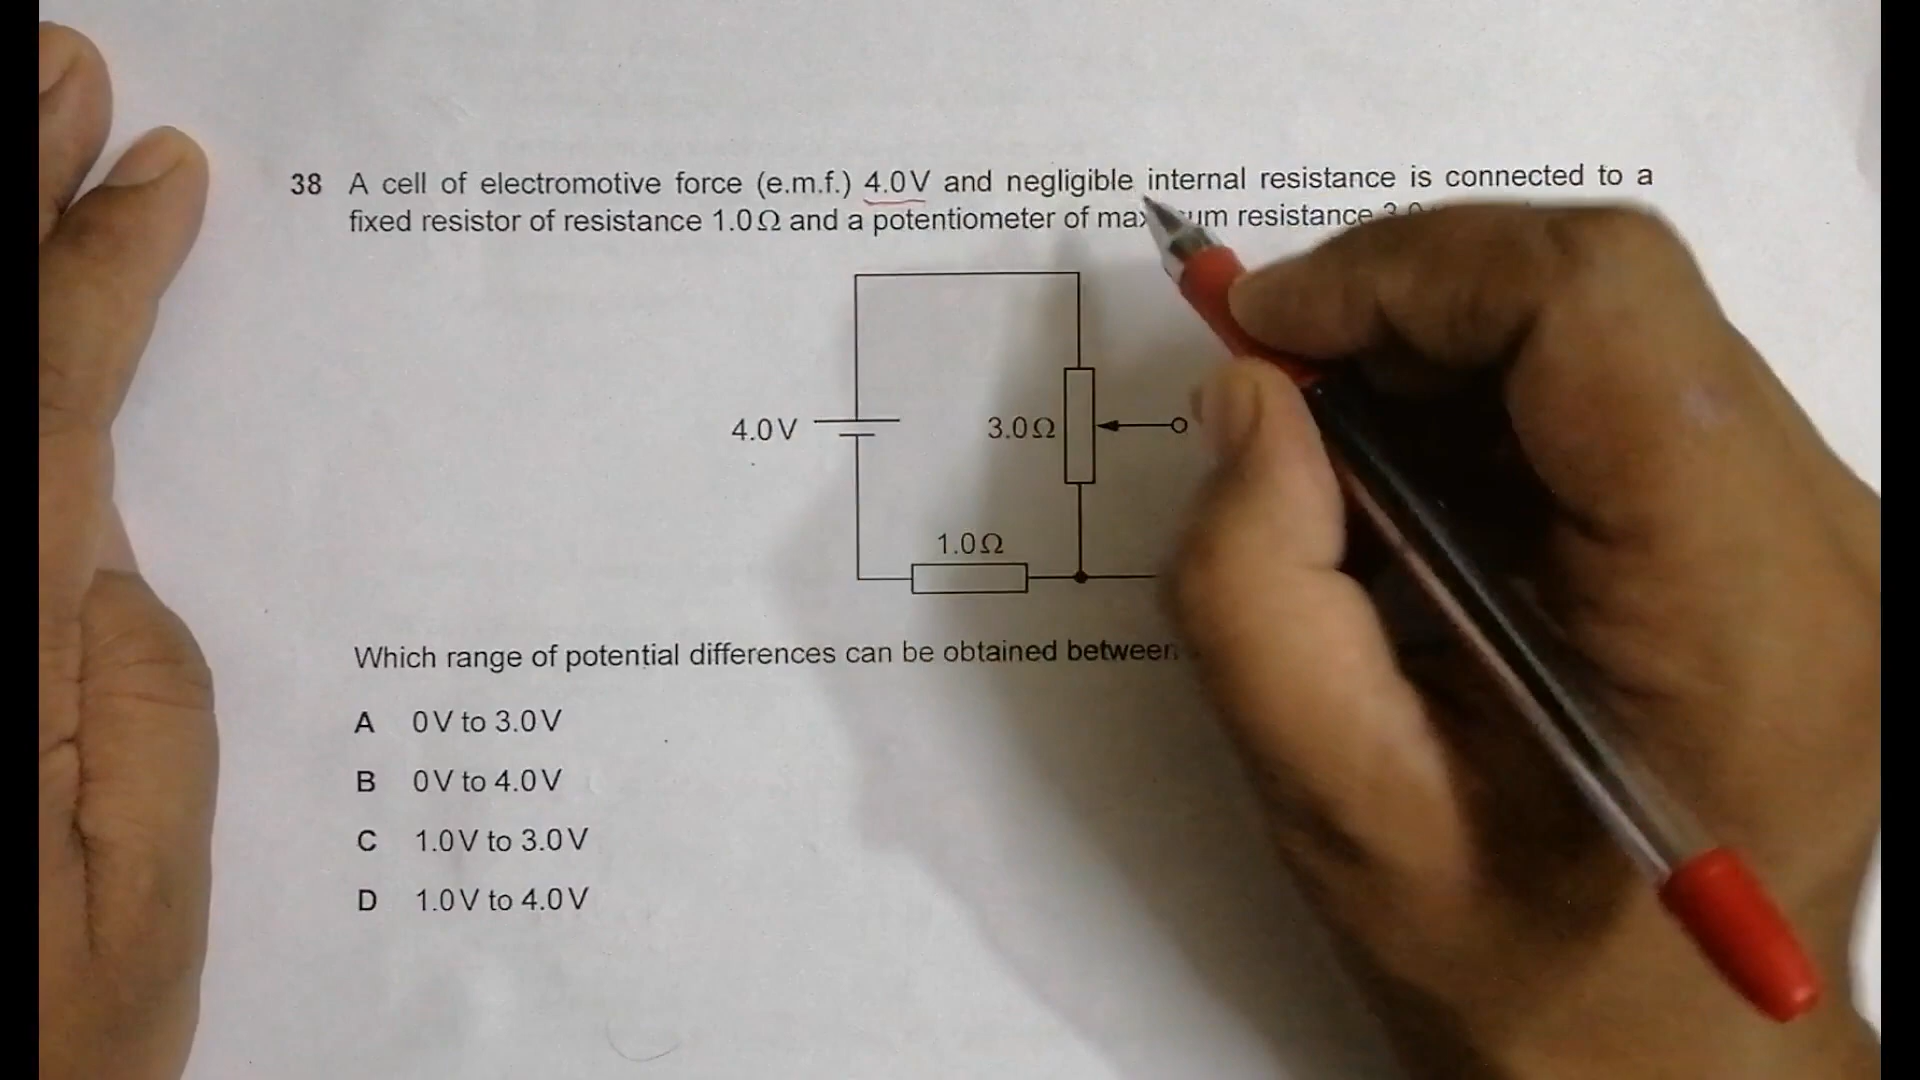 38 A cell of electromotive force (e.m.f.) 4.0V and negligible internal resistance is connected to a
fixed resistor of resistance 1.0Ω and a potentiometer of resistance
4.0V
3.0Ω
1.0Ω
Which range of potential differences can be obtained between
A 0V to 3.0V
B 0V to 4.0V
C 1.0V to 3.0V
D 1.0V to 4.0V